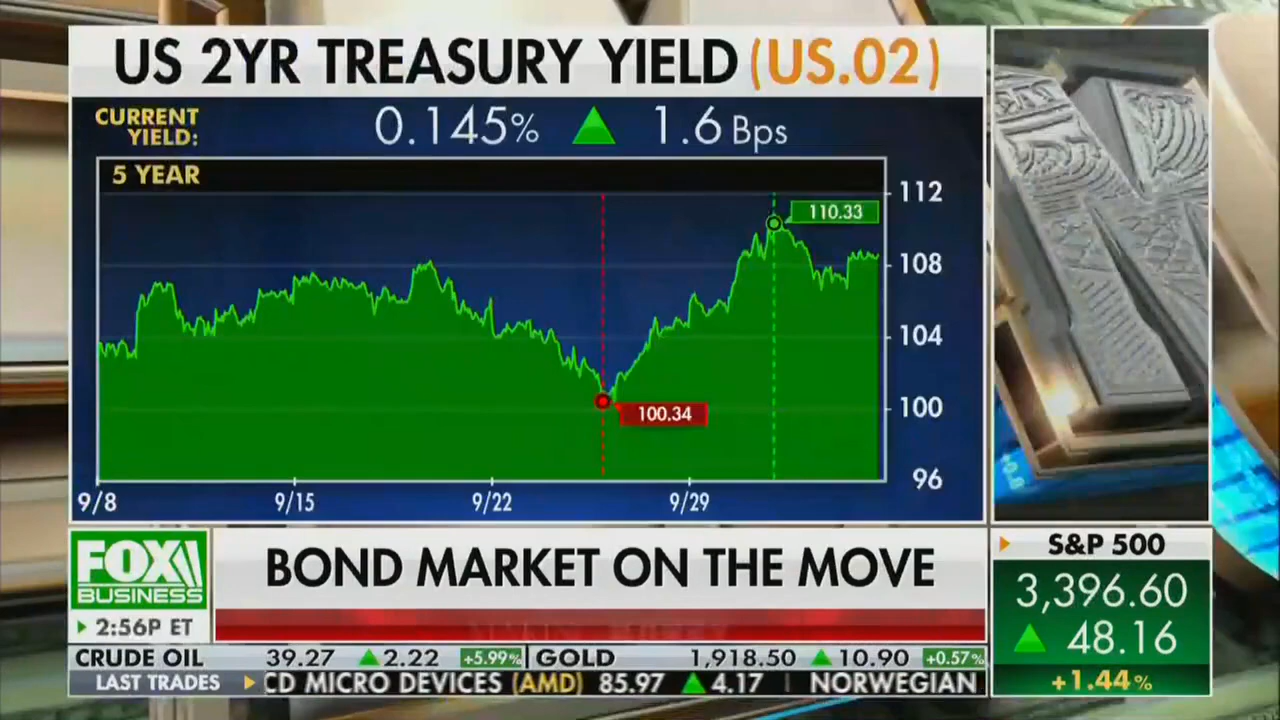 US 2YR TREASURY YIELD (US.02)
CURRENT YIELD:
0.145% ▲ 1.6 Bps
5 YEAR
112
110.33
108
104
100
100.34
96
9/8 9/15 9/22 9/29
FOX BUSINESS
BOND MARKET ON THE MOVE
2:56P ET
S&P 500
3,396.60
▲ 48.16
+1.44%
CRUDE OIL 39.27 ▲ 2.22 +5.99% GOLD 1,918.50 ▲ 10.90 +0.57%
LAST TRADES CD MICRO DEVICES (AMD) 85.97 ▲ 4.17 | NORWEGIAN